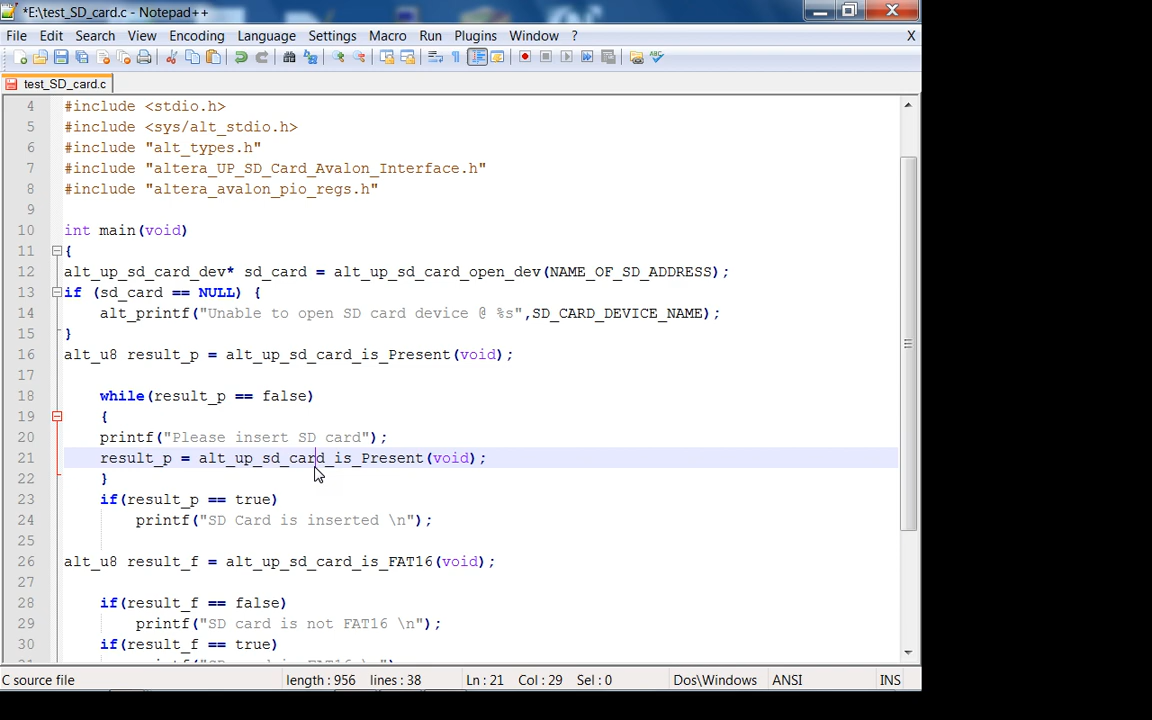 *E:\test_SD_card.c - Notepad++
File Edit Search View Encoding Language Settings Macro Run Plugins Window ? X
test_SD_card.c
4 #include <stdio.h>
5 #include <sys/alt_stdio.h>
6 #include "alt_types.h"
7 #include "altera_UP_SD_Card_Avalon_Interface.h"
8 #include "altera_avalon_pio_regs.h"
9
10 int main(void)
11 {
12 alt_up_sd_card_dev* sd_card = alt_up_sd_card_open_dev(NAME_OF_SD_ADDRESS);
13 if (sd_card == NULL) {
14 alt_printf("Unable to open SD card device @ %s",SD_CARD_DEVICE_NAME);
15 }
16 alt_u8 result_p = alt_up_sd_card_is_Present(void);
17
18 while(result_p == false)
19 {
20 printf("Please insert SD card");
21 result_p = alt_up_sd_card_is_Present(void);
22 }
23 if(result_p == true)
24 printf("SD Card is inserted \n");
25
26 alt_u8 result_f = alt_up_sd_card_is_FAT16(void);
27
28 if(result_f == false)
29 printf("SD card is not FAT16 \n");
30 if(result_f == true)
C source file length : 956 lines : 38 Ln : 21 Col : 29 Sel : 0 Dos\Windows ANSI INS